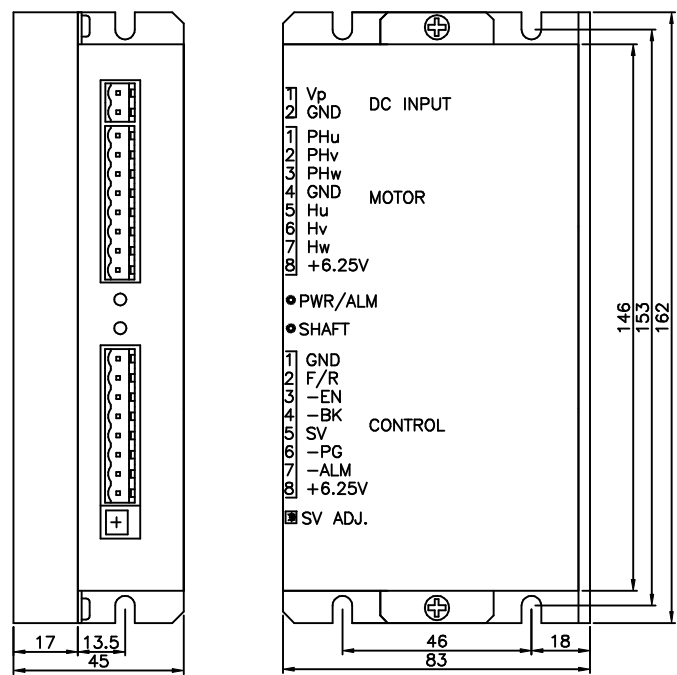 1 Vp
2 GND
DC INPUT
1 PHu
2 PHv
3 PHw
4 GND
5 Hu
6 Hv
7 Hw
8 +6.25V
MOTOR
PWR/ALM
SHAFT
1 GND
2 F/R
3 -EN
4 -BK
5 SV
6 -PG
7 -ALM
8 +6.25V
CONTROL
SV ADJ.
146
153
162
17
13.5
45
46
18
83